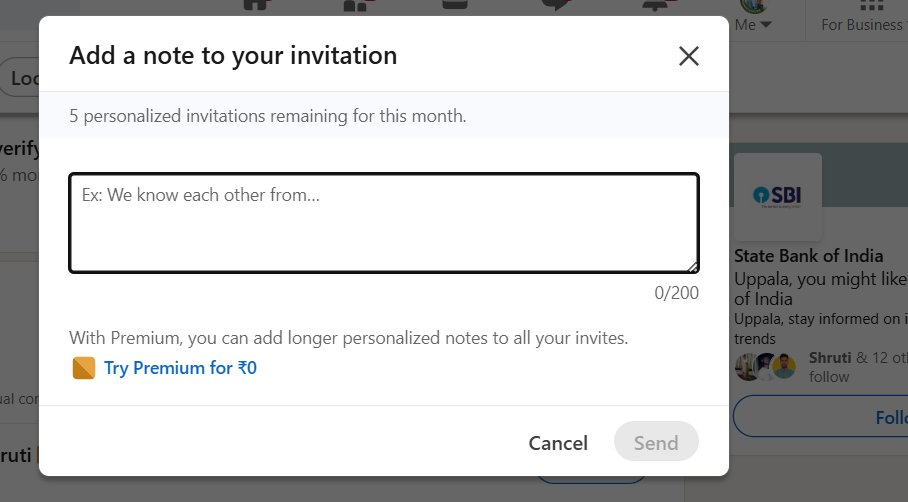 Me
For Business
Add a note to your invitation
Loc
5 personalized invitations remaining for this month.
verify
% mo
Ex: We know each other from...
SBI
State Bank of India
Uppala, you might like
of India
0/200
Uppala, stay informed on i
trends
With Premium, you can add longer personalized notes to all your invites.
Shruti & 12 ot
follow
Try Premium for ₹0
ual cor
Follo
Cancel
Send
ruti